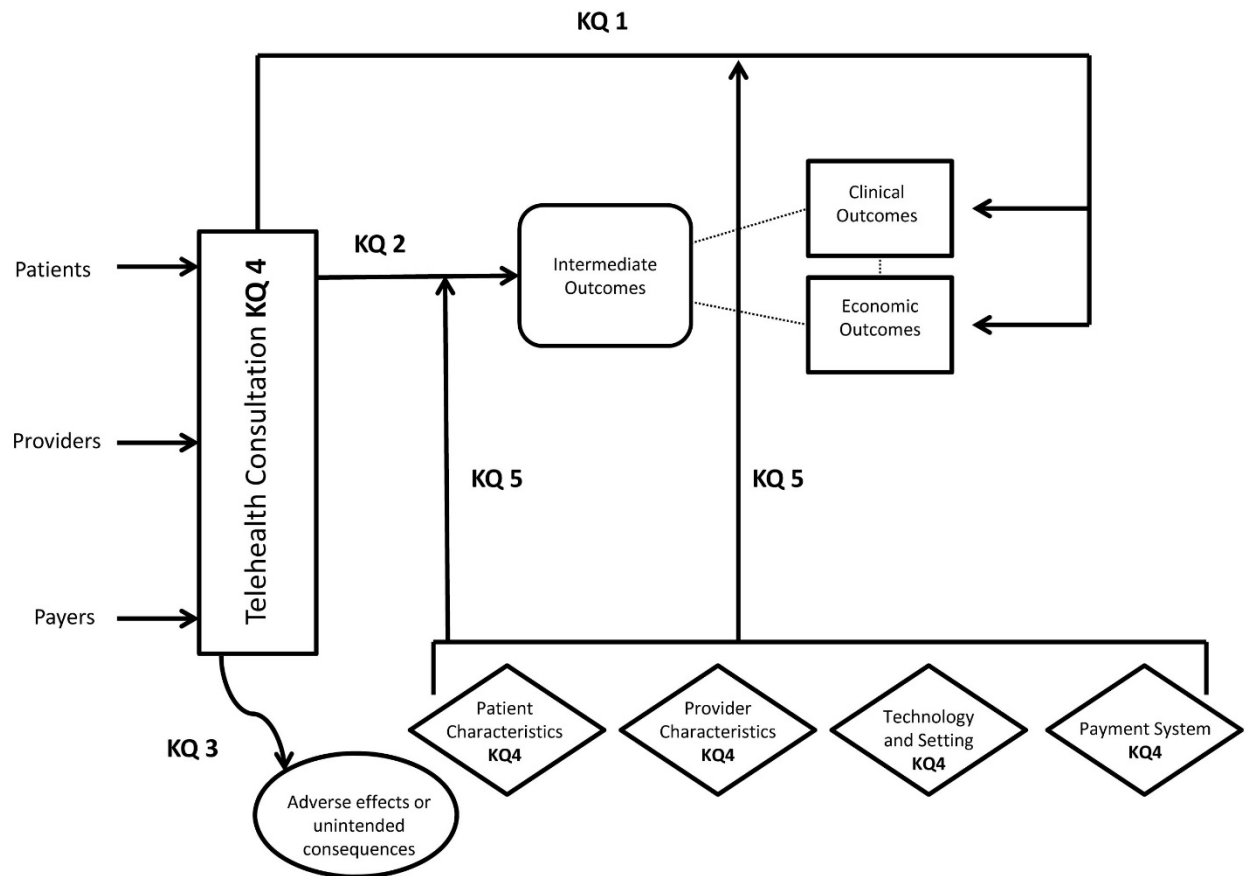 KQ 1
Patients
Providers
Payers
Telehealth Consultation KQ 4
KQ 2
Intermediate
Outcomes
Clinical
Outcomes
Economic
Outcomes
KQ 5
KQ 5
KQ 3
Adverse effects or
unintended
consequences
Patient
Characteristics
KQ4
Provider
Characteristics
KQ4
Technology
and Setting
KQ4
Payment System
KQ4